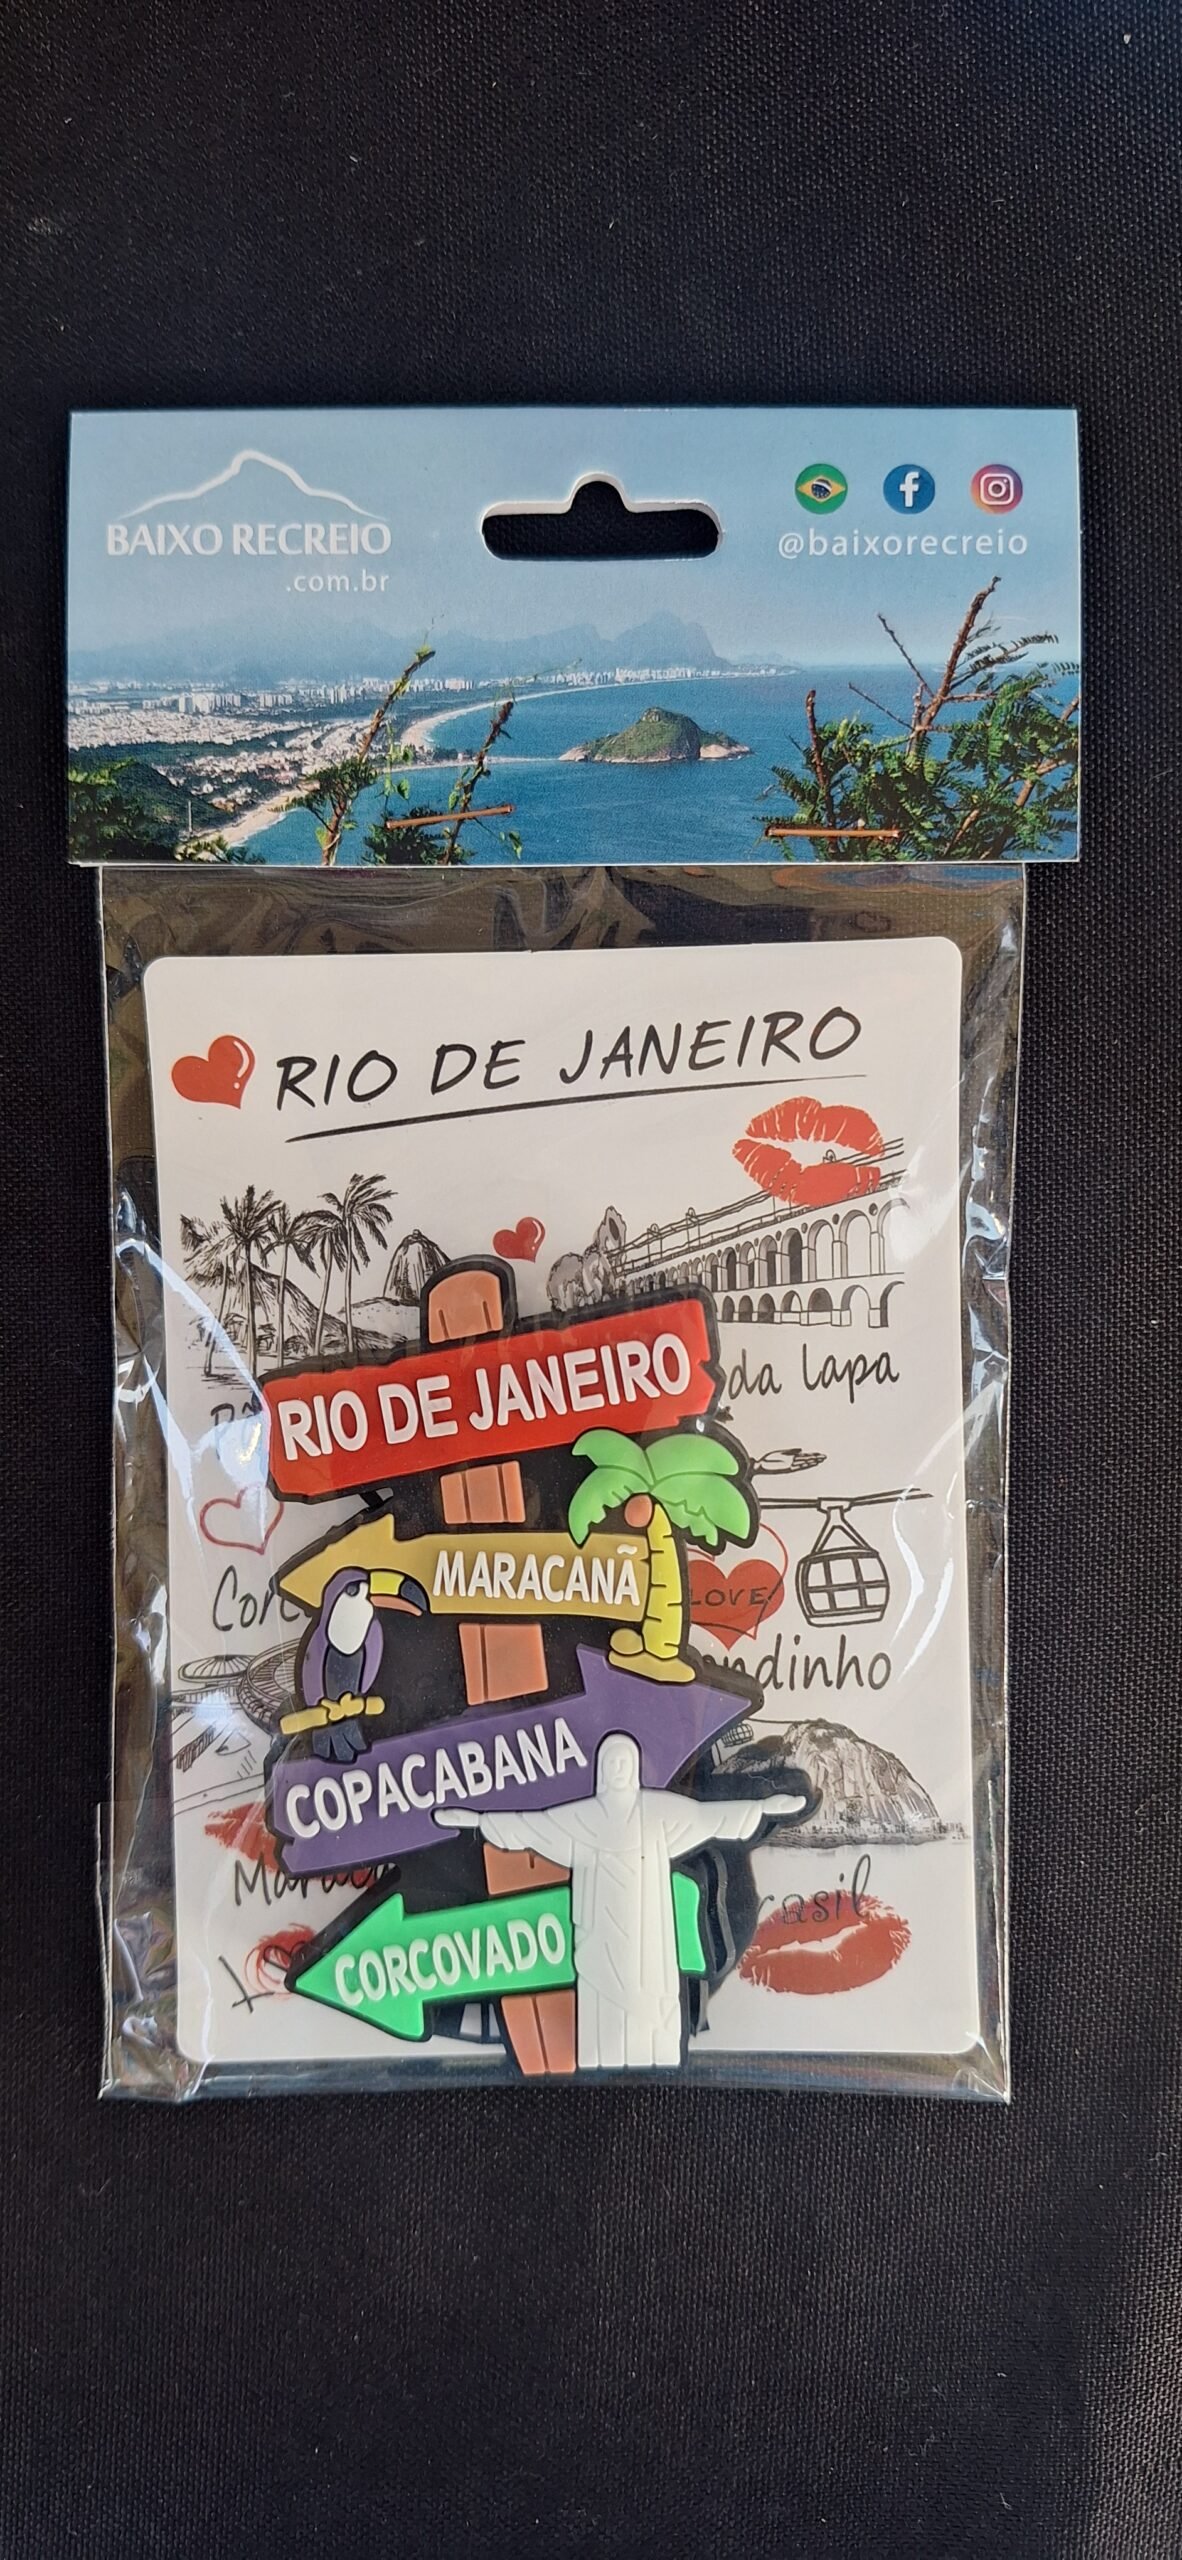 BAIXO RECREIO
.com.br
@baixorecreio
RIO DE JANEIRO
da Lapa
RIO DE JANEIRO
MARACANÃ
LOVE
COPACABANA
CORCOVADO